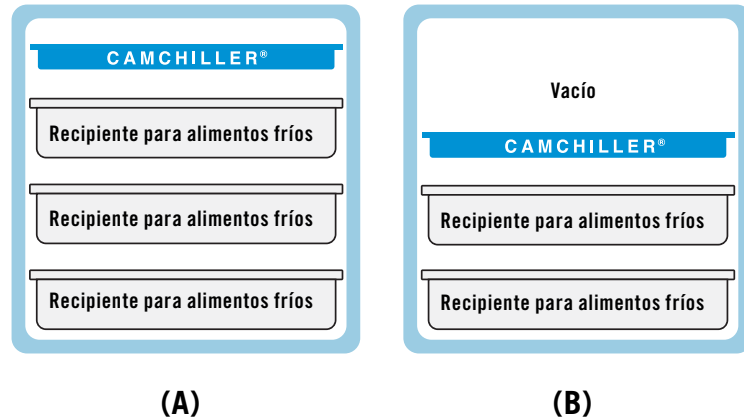 CAMCHILLER®
Recipiente para alimentos fríos
Recipiente para alimentos fríos
Recipiente para alimentos fríos
(A)
Vacío
CAMCHILLER®
Recipiente para alimentos fríos
Recipiente para alimentos fríos
(B)